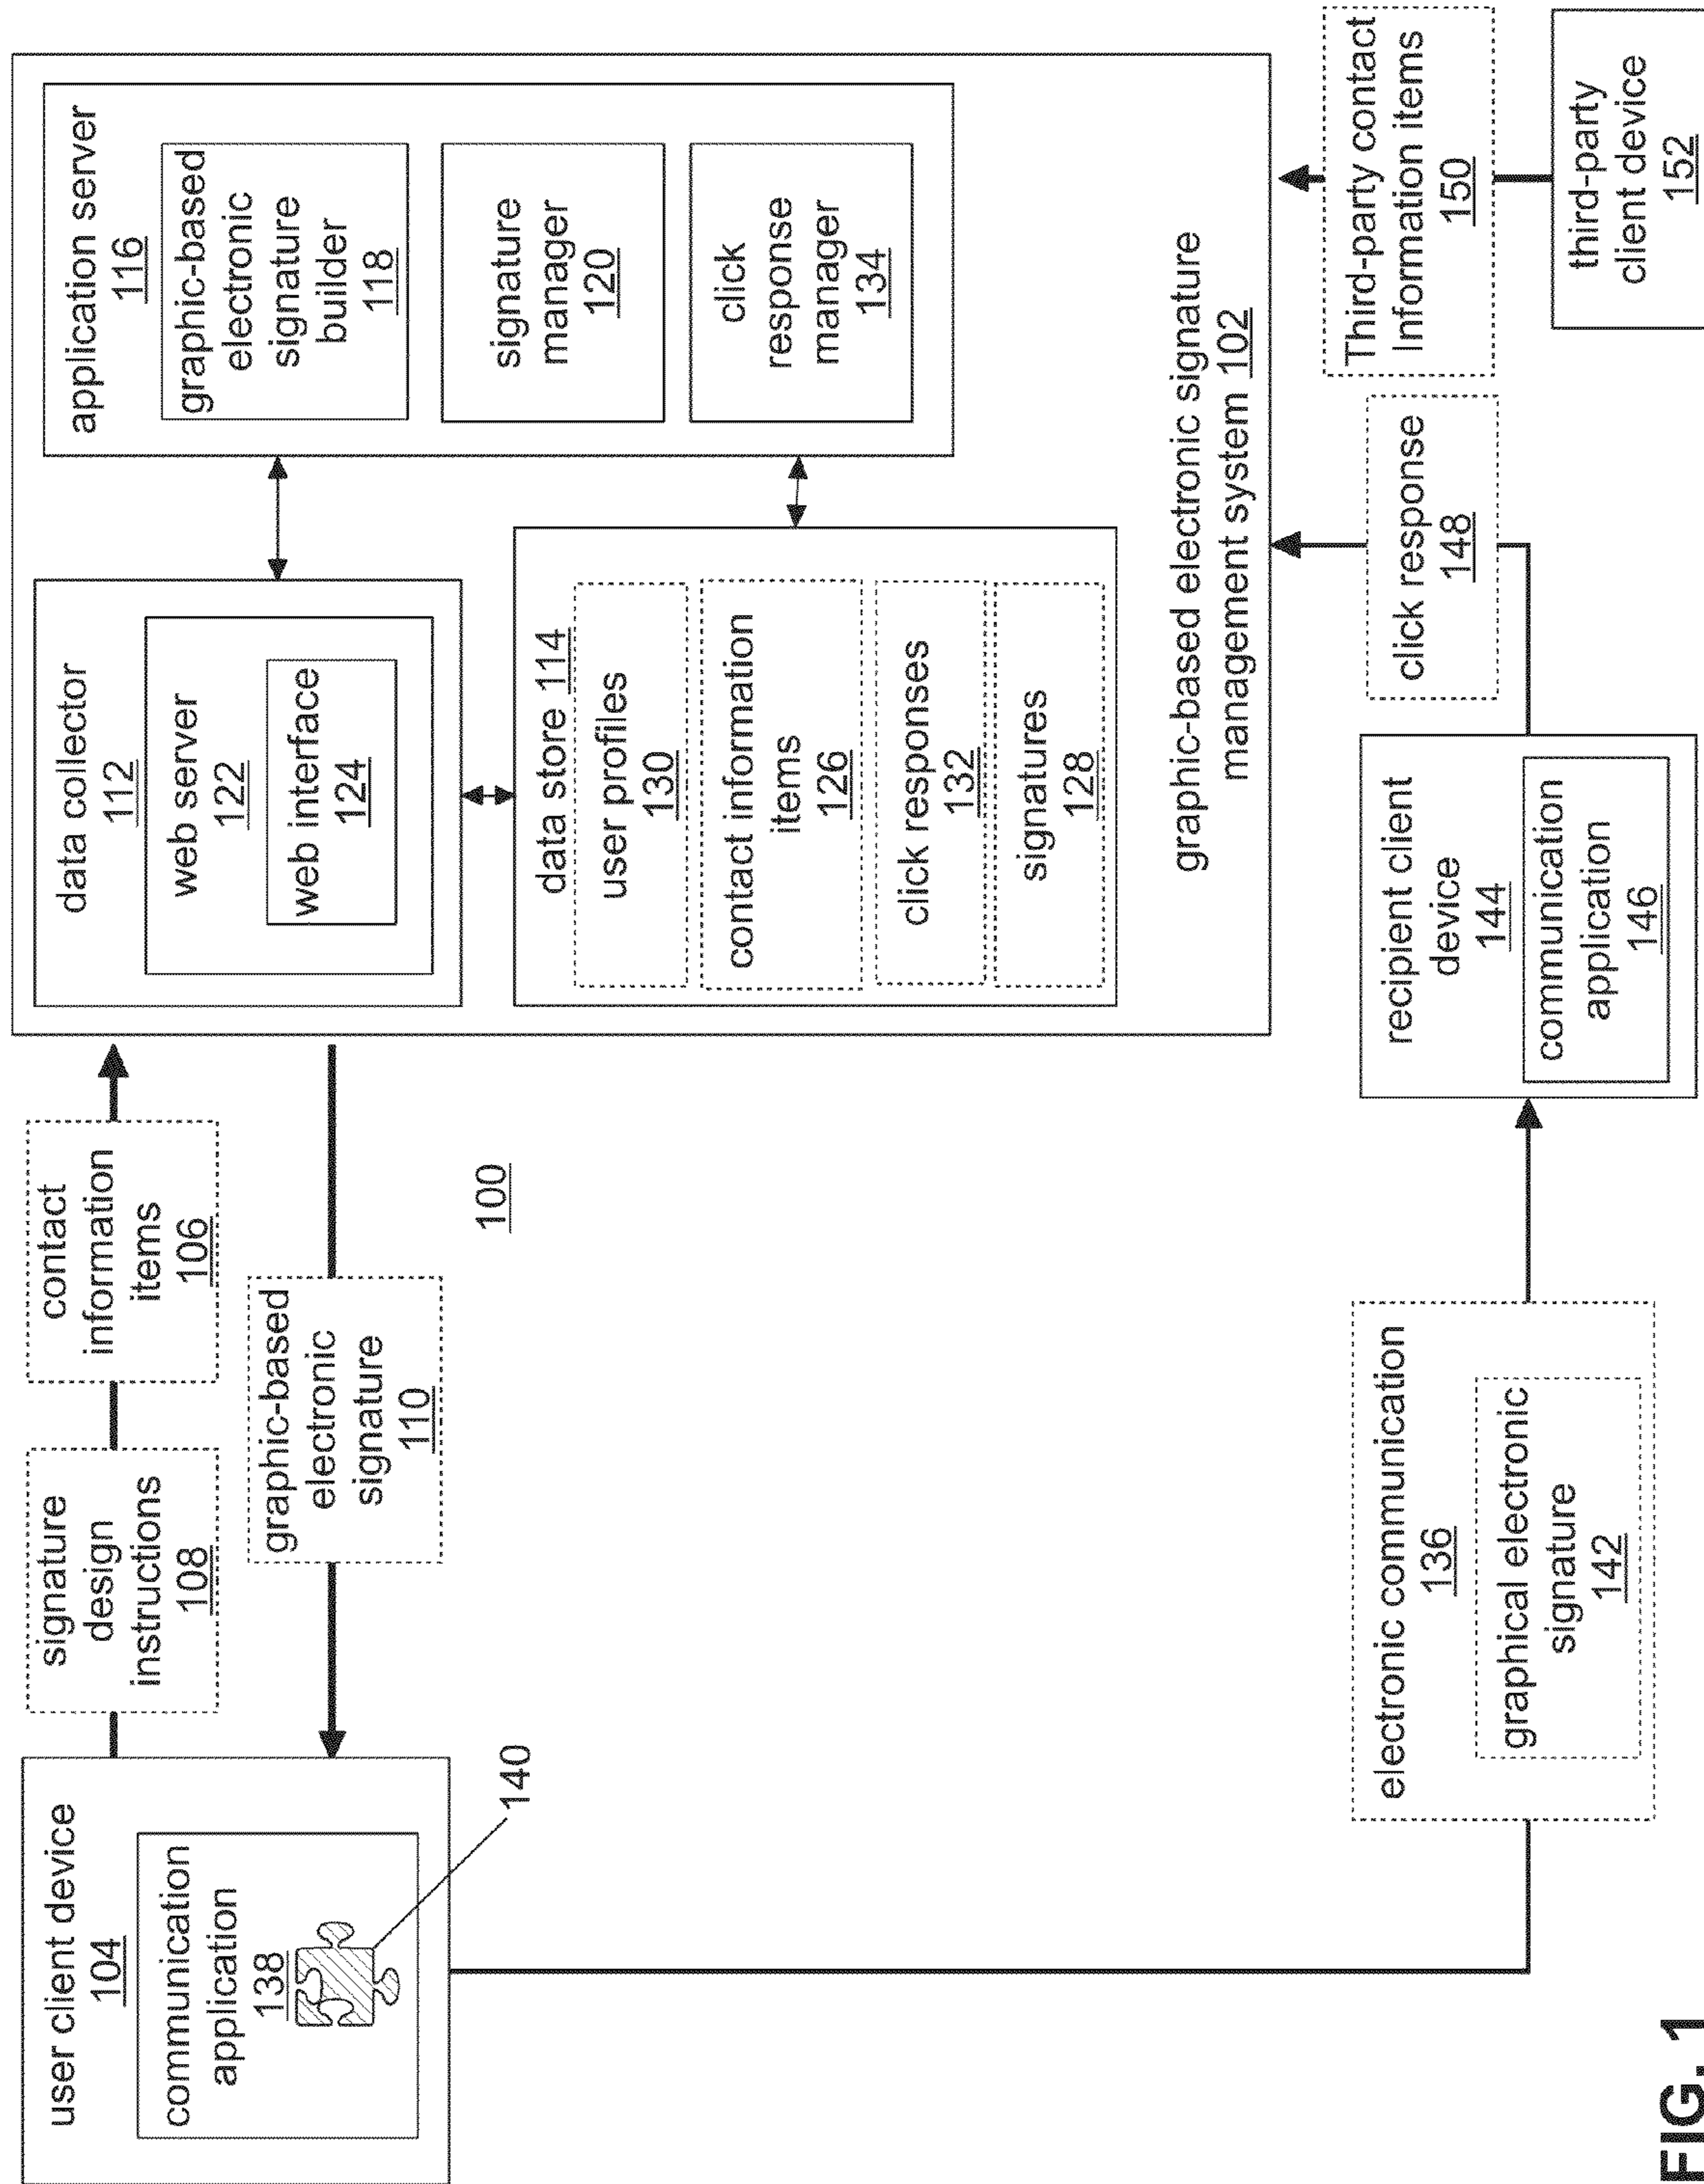 user client device
104
communication
application
138
140
signature
design
instructions
108
contact
information
items
106
graphic-based
electronic
signature
110
100
data collector
112
web server
122
web interface
124
data store 114
user profiles
130
contact information
items
126
click responses
132
signatures
128
application server
116
graphic-based
electronic
signature
builder
118
signature
manager
120
click
response
manager
134
graphic-based electronic signature
management system 102
electronic communication
136
graphical electronic
signature
142
recipient client
device
144
communication
application
146
click response
148
Third-party contact
Information items
150
third-party
client device
152
FIG. 1